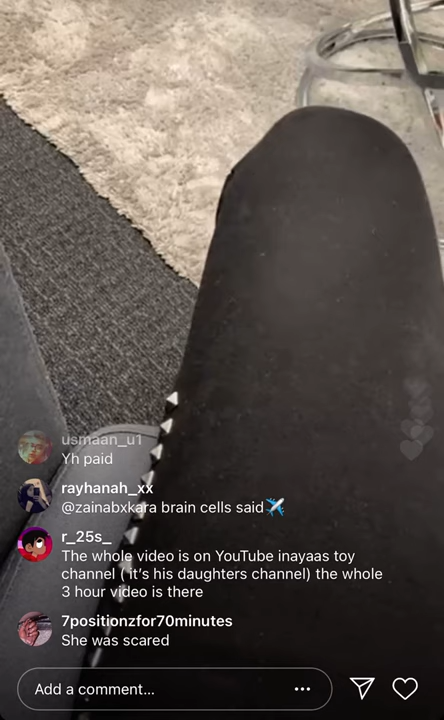 usmaan_u1
Yh paid
rayhanah_xx
@zainabxkara brain cells said✈️
r_25s_
The whole video is on YouTube inayaas toy
channel ( it's his daughters channel) the whole
3 hour video is there
7positionzfor70minutes
She was scared
Add a comment...